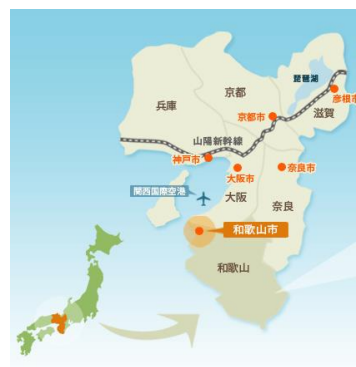 琵琶湖
京都
彦根市
兵庫
滋賀
京都市
山陽新幹線
神戸市
奈良市
大阪市
関西国際空港
大阪
奈良
和歌山市
和歌山